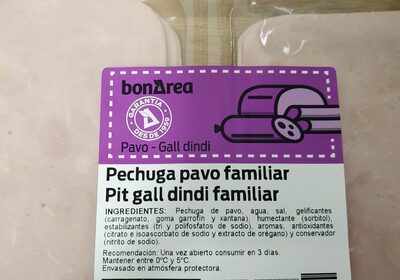 bonÀrea
GARANTIA
DESDE 1959
Pavo - Gall dindi
Pechuga pavo familiar
Pit gall dindi familiar
INGREDIENTES: Pechuga de pavo, agua, sal, gelificantes
(carragenato, goma garrofin y xantana), humectante (sorbitol),
estabilizantes (tri y polifosfatos de sodio), aromas, antioxidantes
(citrato e isoascorbato de sodio y extracto de orégano) y conservador
(nitrito de sodio).
Recomendación: Una vez abierto consumir en 3 días.
Mantener entre 0ºC y 5ºC.
Envasado en atmósfera protectora.